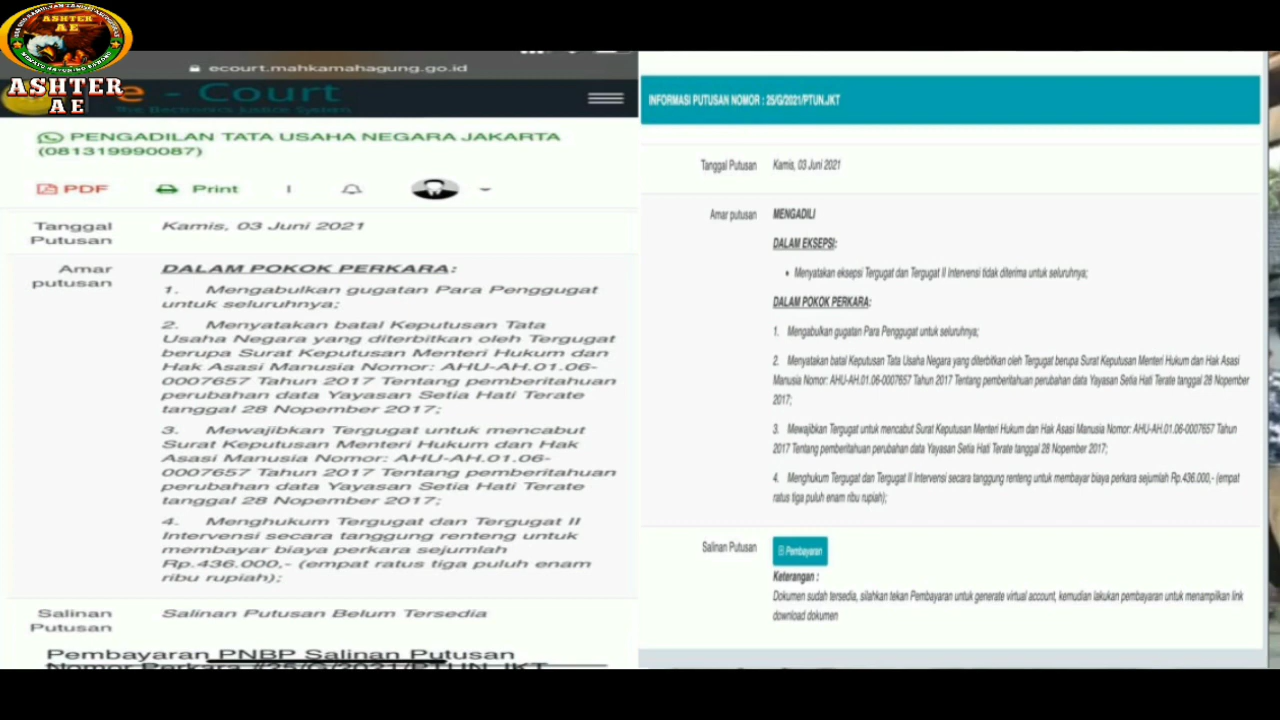 ASHTER
AE
ASHTER
AE
ecourt.mahkamahagung.go.id
e - Court
The Electronics Justice System
PENGADILAN TATA USAHA NEGARA JAKARTA
(081319990087)
PDF Print
Tanggal Putusan Kamis, 03 Juni 2021
Amar putusan DALAM POKOK PERKARA:
1. Mengabulkan gugatan Para Penggugat
untuk seluruhnya;
2. Menyatakan batal Keputusan Tata
Usaha Negara yang diterbitkan oleh Tergugat
berupa Surat Keputusan Menteri Hukum dan
Hak Asasi Manusia Nomor: AHU-AH.01.06-
0007657 Tahun 2017 Tentang pemberitahuan
perubahan data Yayasan Setia Hati Terate
tanggal 28 Nopember 2017;
3. Mewajibkan Tergugat untuk mencabut
Surat Keputusan Menteri Hukum dan Hak
Asasi Manusia Nomor: AHU-AH.01.06-
0007657 Tahun 2017 Tentang pemberitahuan
perubahan data Yayasan Setia Hati Terate
tanggal 28 Nopember 2017;
4. Menghukum Tergugat dan Tergugat II
Intervensi secara tanggung renteng untuk
membayar biaya perkara sejumlah
Rp.436.000,- (empat ratus tiga puluh enam
ribu rupiah);
Salinan Putusan Salinan Putusan Belum Tersedia
Pembayaran PNBP Salinan Putusan
Nomor Perkara #25/G/2021/PTUN.JKT
INFORMASI PUTUSAN NOMOR : 25/G/2021/PTUN.JKT
Tanggal Putusan Kamis, 03 Juni 2021
Amar putusan MENGADILI
DALAM EKSEPSI:
• Menyatakan eksepsi Tergugat dan Tergugat II Intervensi tidak diterima untuk seluruhnya;
DALAM POKOK PERKARA:
1. Mengabulkan gugatan Para Penggugat untuk seluruhnya;
2. Menyatakan batal Keputusan Tata Usaha Negara yang diterbitkan oleh Tergugat berupa Surat Keputusan Menteri Hukum dan Hak Asasi
Manusia Nomor: AHU-AH.01.06-0007657 Tahun 2017 Tentang pemberitahuan perubahan data Yayasan Setia Hati Terate tanggal 28 Nopember
2017;
3. Mewajibkan Tergugat untuk mencabut Surat Keputusan Menteri Hukum dan Hak Asasi Manusia Nomor: AHU-AH.01.06-0007657 Tahun
2017 Tentang pemberitahuan perubahan data Yayasan Setia Hati Terate tanggal 28 Nopember 2017;
4. Menghukum Tergugat dan Tergugat II Intervensi secara tanggung renteng untuk membayar biaya perkara sejumlah Rp.436.000,- (empat
ratus tiga puluh enam ribu rupiah);
Salinan Putusan Pembayaran
Keterangan :
Dokumen sudah tersedia, silahkan tekan Pembayaran untuk generate virtual account, kemudian lakukan pembayaran untuk menampilkan link
download dokumen